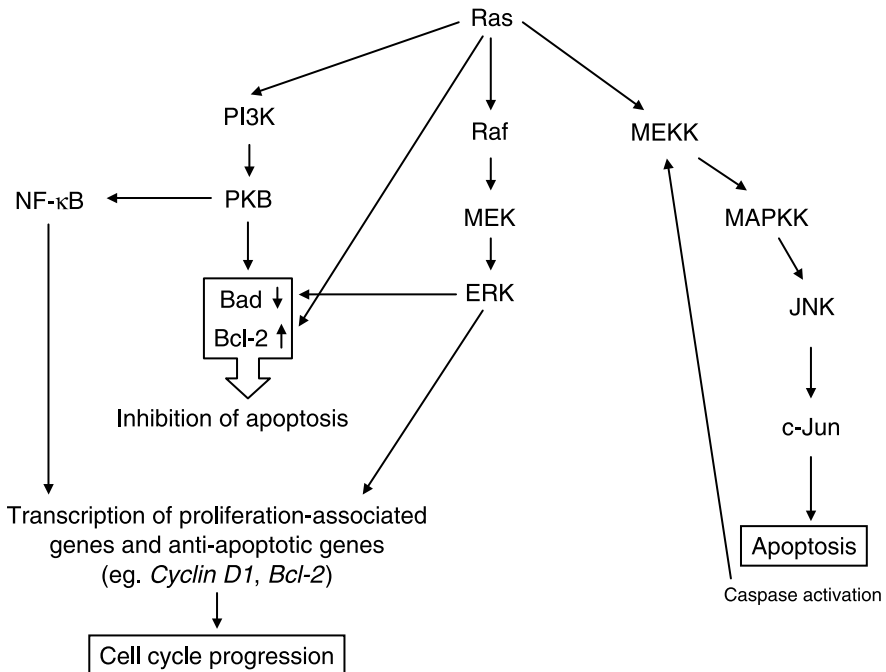 Ras
PI3K
Raf
MEKK
NF-κB
PKB
MEK
MAPKK
Bad ↓
ERK
JNK
Bcl-2 ↑
Inhibition of apoptosis
c-Jun
Transcription of proliferation-associated
genes and anti-apoptotic genes
(eg. Cyclin D1, Bcl-2)
Apoptosis
Caspase activation
Cell cycle progression